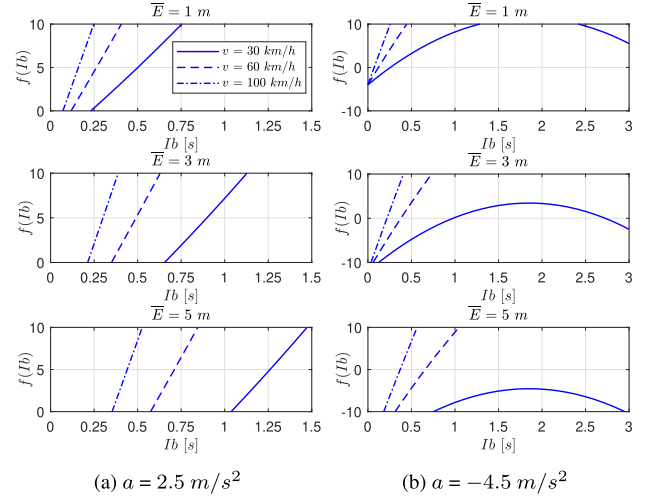 $\overline{E} = 1\ m$
10
5
0
f(Ib)
v = 30 km/h
v = 60 km/h
v = 100 km/h
0 0.25 0.5 0.75 1 1.25 1.5
Ib [s]
$\overline{E} = 1\ m$
10
0
-10
f(Ib)
0 0.5 1 1.5 2 2.5 3
Ib [s]
$\overline{E} = 3\ m$
10
5
0
f(Ib)
0 0.25 0.5 0.75 1 1.25 1.5
Ib [s]
$\overline{E} = 3\ m$
10
0
-10
f(Ib)
0 0.5 1 1.5 2 2.5 3
Ib [s]
$\overline{E} = 5\ m$
10
5
0
f(Ib)
0 0.25 0.5 0.75 1 1.25 1.5
Ib [s]
$\overline{E} = 5\ m$
10
0
-10
f(Ib)
0 0.5 1 1.5 2 2.5 3
Ib [s]
(a) a = 2.5 m/s²
(b) a = −4.5 m/s²